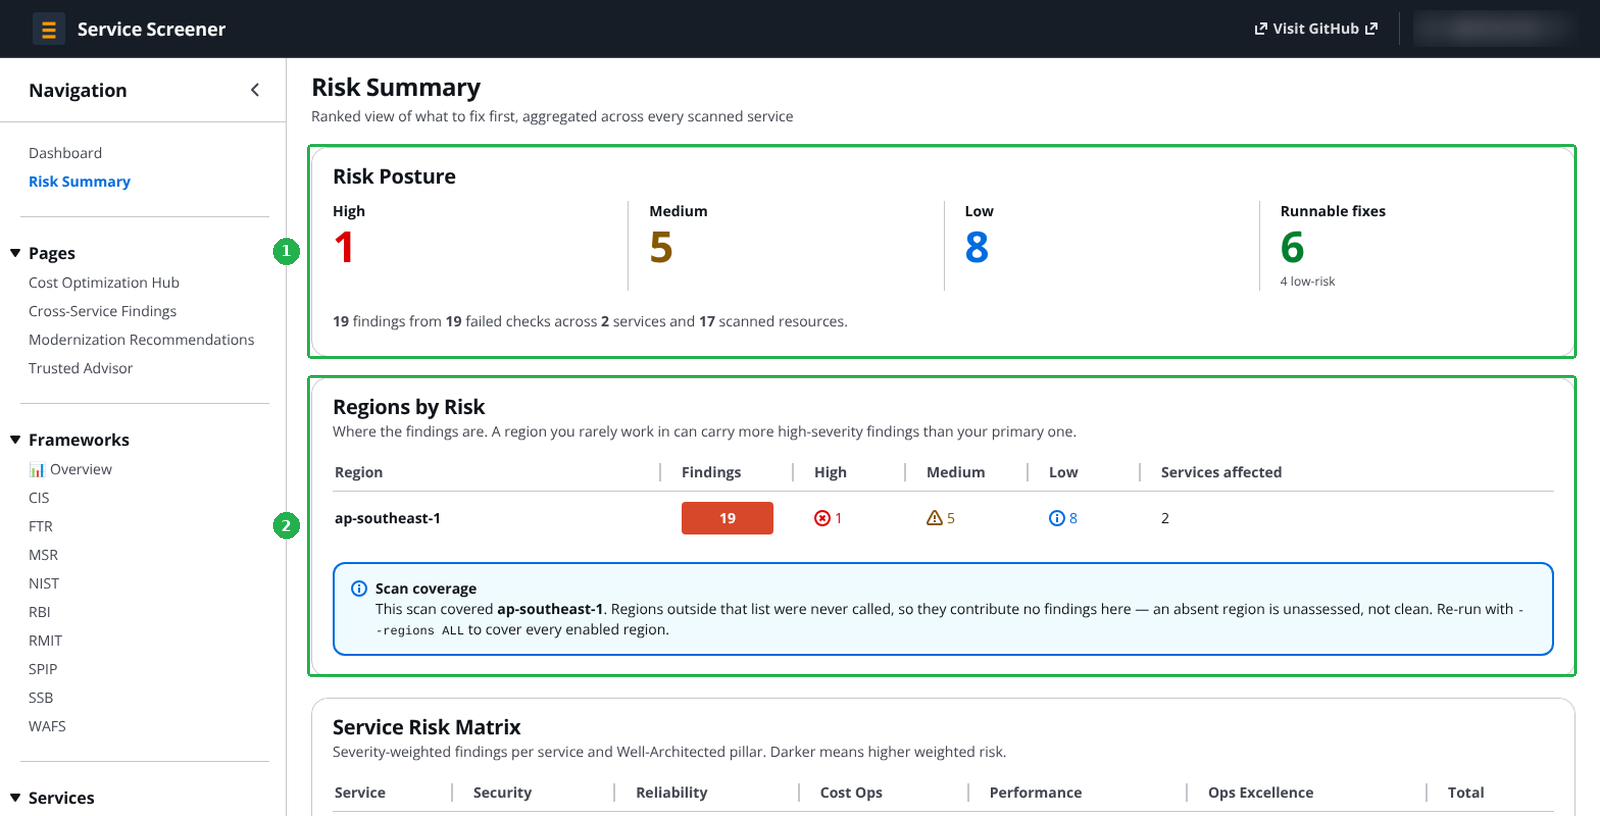 Service Screener
Visit GitHub
Navigation
Dashboard
Risk Summary
Pages
Cost Optimization Hub
Cross-Service Findings
Modernization Recommendations
Trusted Advisor
Frameworks
📊 Overview
CIS
FTR
MSR
NIST
RBI
RMIT
SPIP
SSB
WAFS
Services
Risk Summary
Ranked view of what to fix first, aggregated across every scanned service
1
Risk Posture
High Medium Low Runnable fixes
1 5 8 6
4 low-risk
19 findings from 19 failed checks across 2 services and 17 scanned resources.
2
Regions by Risk
Where the findings are. A region you rarely work in can carry more high-severity findings than your primary one.
Region Findings High Medium Low Services affected
ap-southeast-1 19 1 5 8 2
Scan coverage
This scan covered ap-southeast-1. Regions outside that list were never called, so they contribute no findings here — an absent region is unassessed, not clean. Re-run with -
-regions ALL to cover every enabled region.
Service Risk Matrix
Severity-weighted findings per service and Well-Architected pillar. Darker means higher weighted risk.
Service Security Reliability Cost Ops Performance Ops Excellence Total